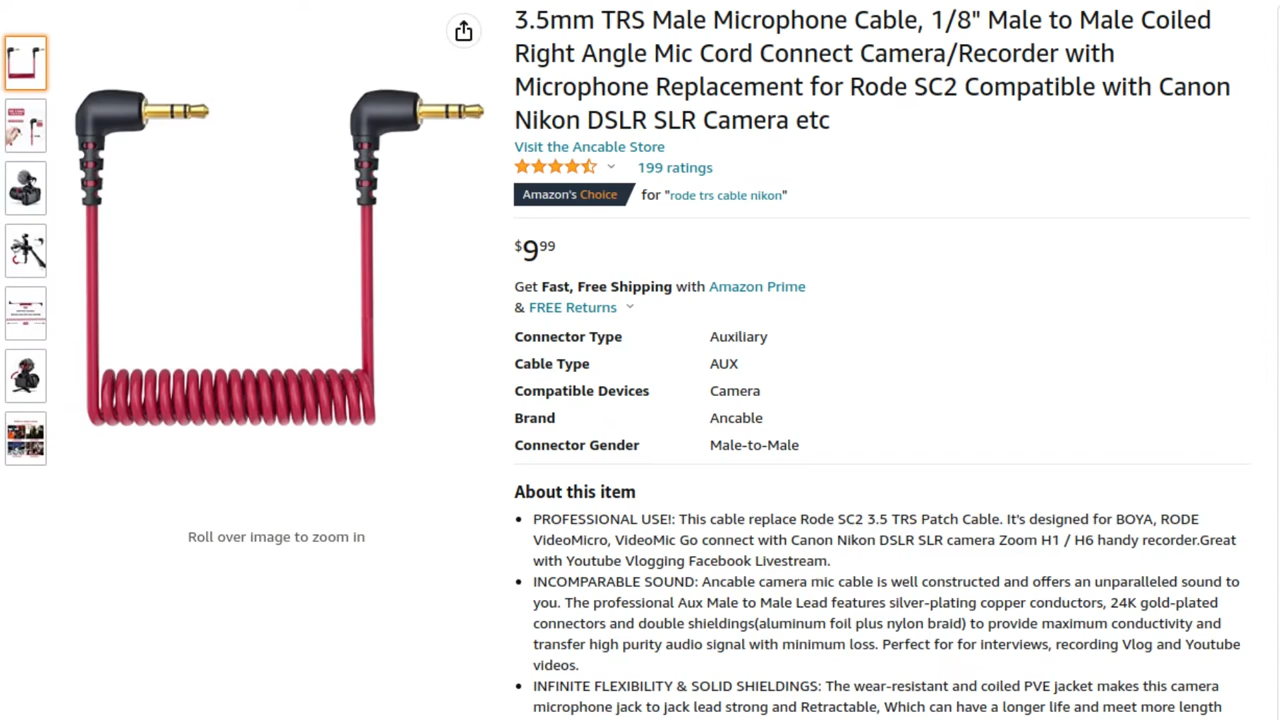 3.5mm TRS Male Microphone Cable, 1/8" Male to Male Coiled
Right Angle Mic Cord Connect Camera/Recorder with
Microphone Replacement for Rode SC2 Compatible with Canon
Nikon DSLR SLR Camera etc
Visit the Ancable Store
199 ratings
Amazon's Choice for "rode trs cable nikon"
$9.99
Get Fast, Free Shipping with Amazon Prime
& FREE Returns
Connector Type Auxiliary
Cable Type AUX
Compatible Devices Camera
Brand Ancable
Connector Gender Male-to-Male
About this item
• PROFESSIONAL USE!: This cable replace Rode SC2 3.5 TRS Patch Cable. It's designed for BOYA, RODE
VideoMicro, VideoMic Go connect with Canon Nikon DSLR SLR camera Zoom H1 / H6 handy recorder.Great
with Youtube Vlogging Facebook Livestream.
• INCOMPARABLE SOUND: Ancable camera mic cable is well constructed and offers an unparalleled sound to
you. The professional Aux Male to Male Lead features silver-plating copper conductors, 24K gold-plated
connectors and double shieldings(aluminum foil plus nylon braid) to provide maximum conductivity and
transfer high purity audio signal with minimum loss. Perfect for for interviews, recording Vlog and Youtube
videos.
• INFINITE FLEXIBILITY & SOLID SHIELDINGS: The wear-resistant and coiled PVE jacket makes this camera
microphone jack to jack lead strong and Retractable, Which can have a longer life and meet more length
Roll over image to zoom in